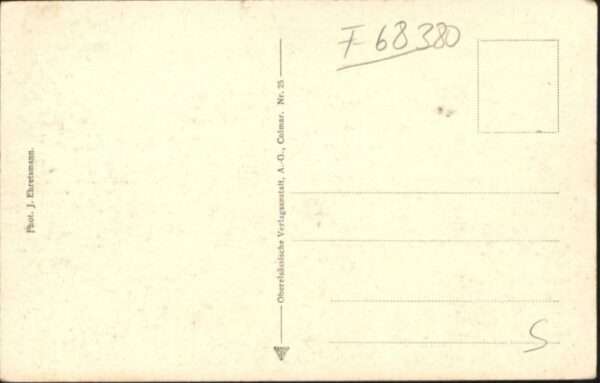 F 68380
Phot. J. Ehretsmann.
Oberelsässische Verlagsanstalt, A.-G., Colmar. Nr. 25
S